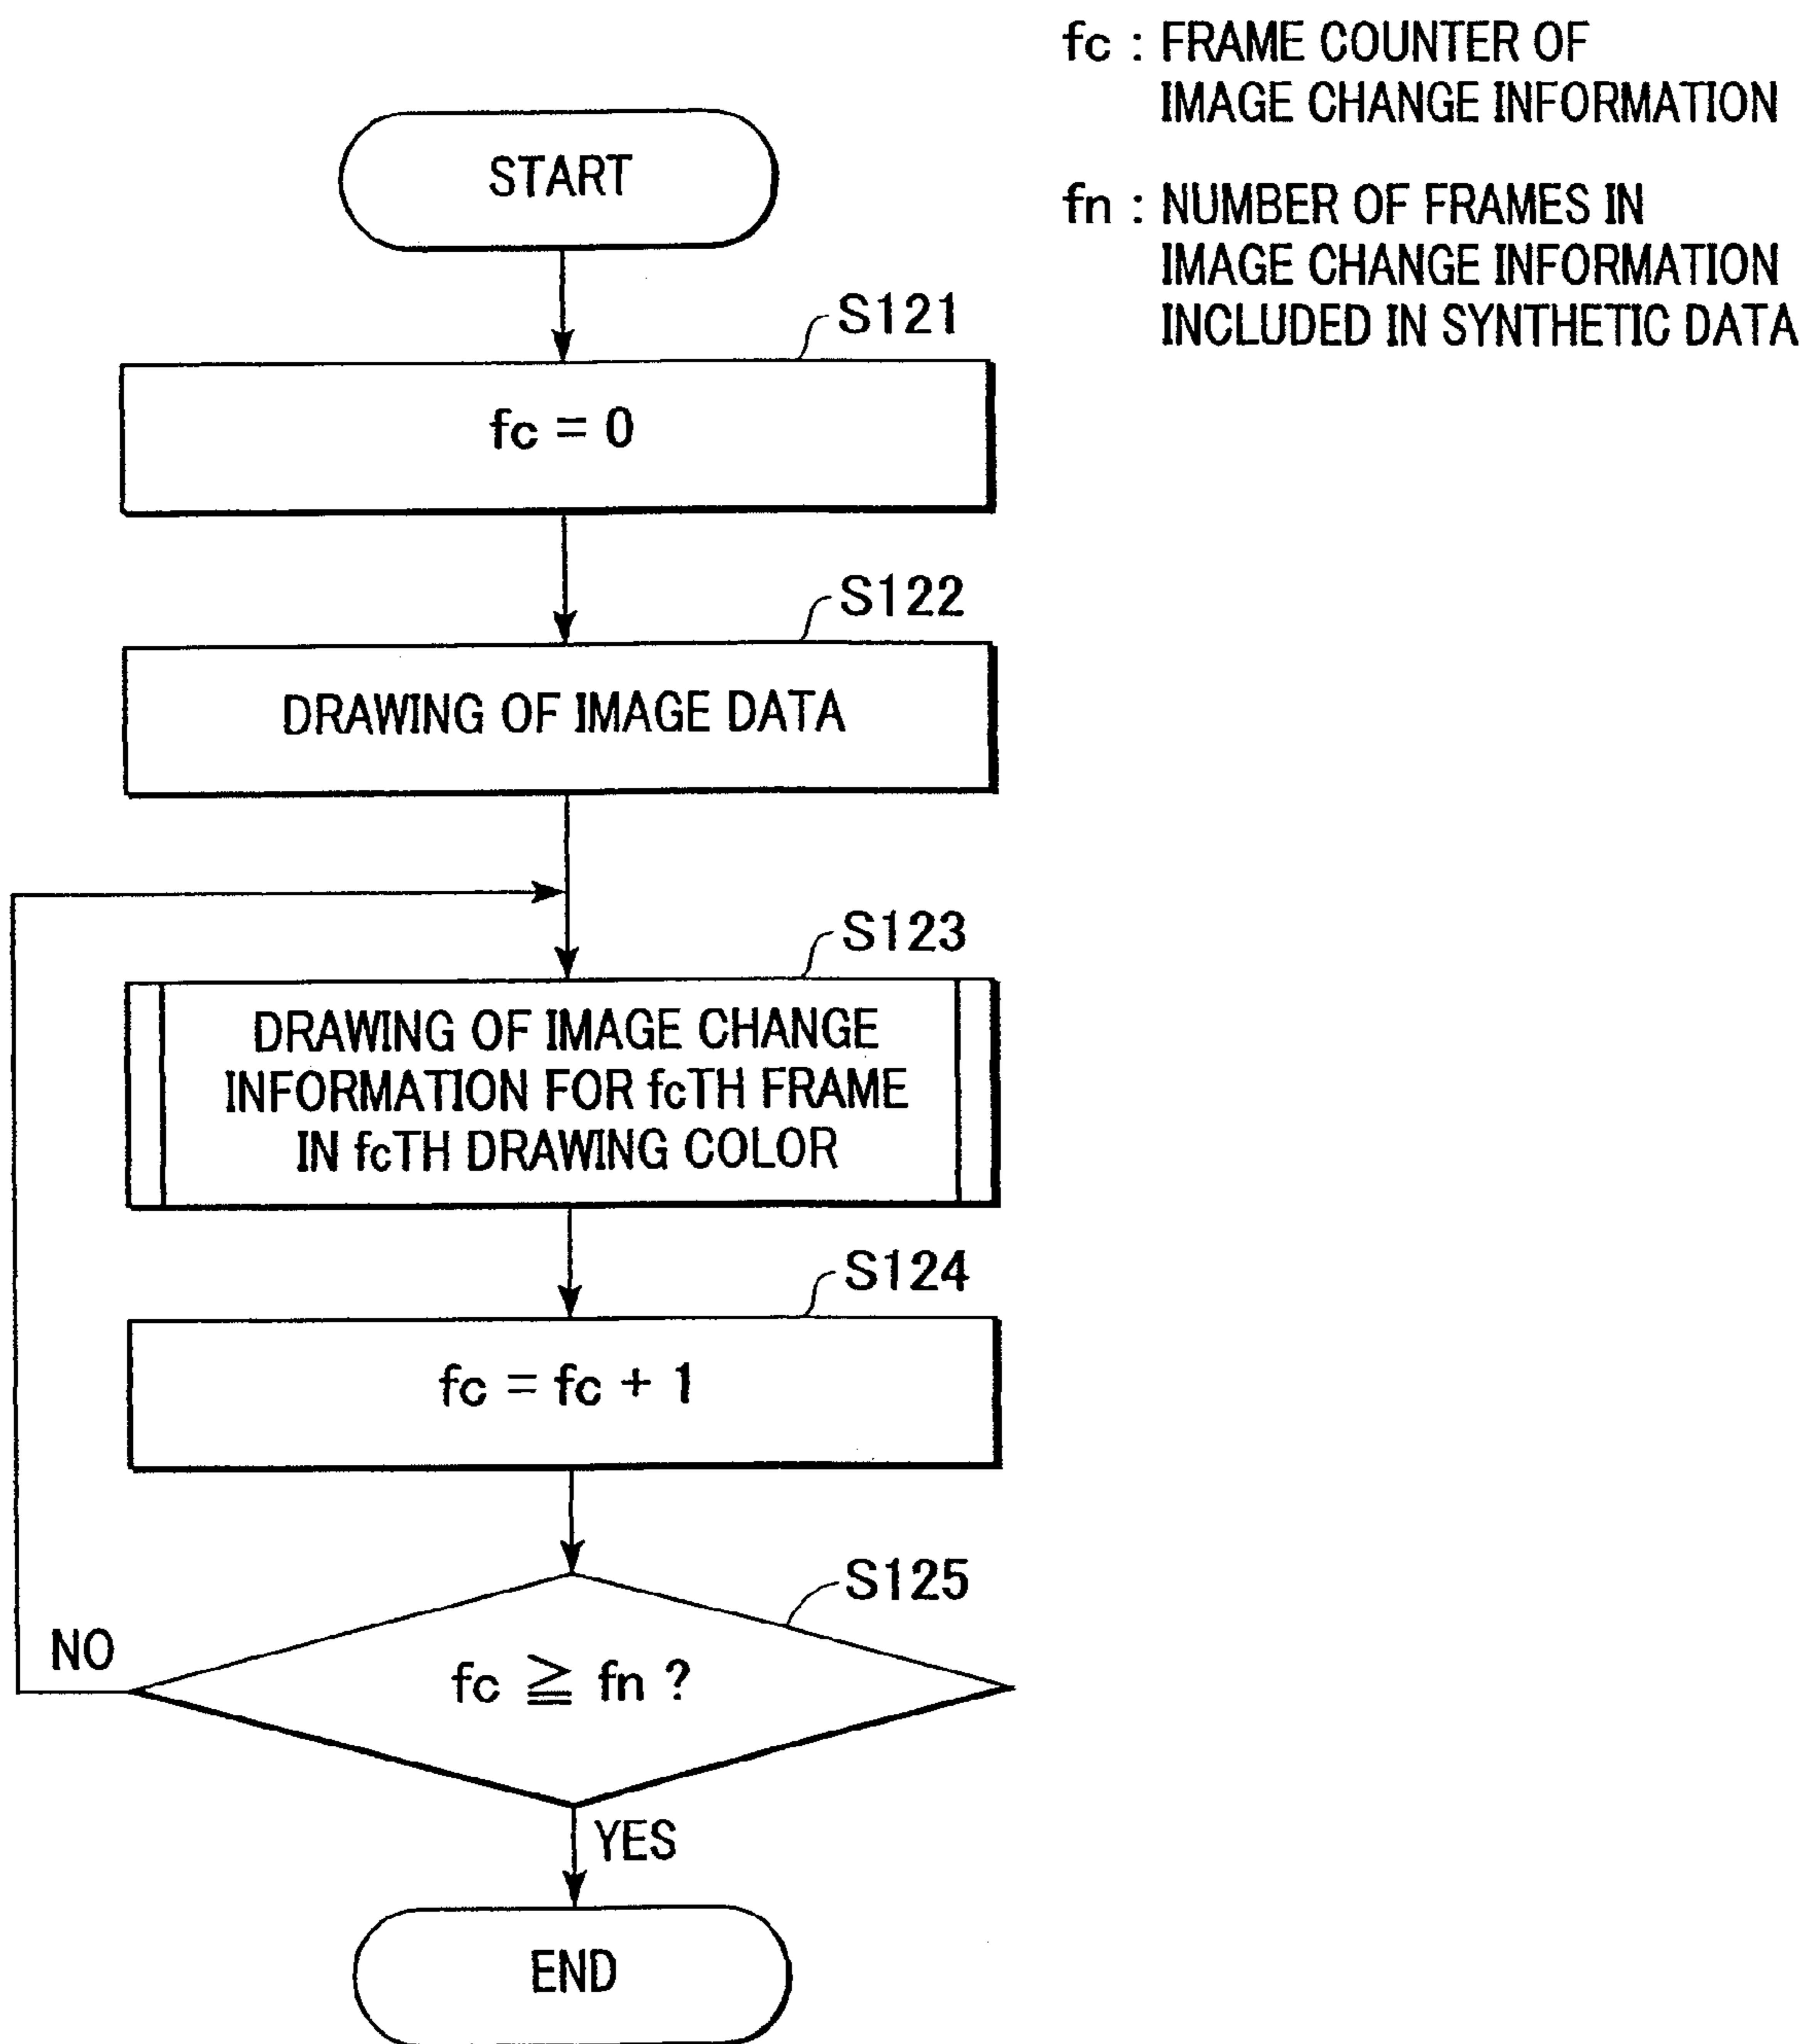 fc : FRAME COUNTER OF
IMAGE CHANGE INFORMATION
fn : NUMBER OF FRAMES IN
IMAGE CHANGE INFORMATION
INCLUDED IN SYNTHETIC DATA
START
S121
fc = 0
S122
DRAWING OF IMAGE DATA
S123
DRAWING OF IMAGE CHANGE
INFORMATION FOR fcTH FRAME
IN fcTH DRAWING COLOR
S124
fc = fc + 1
S125
fc ≧ fn ?
NO
YES
END